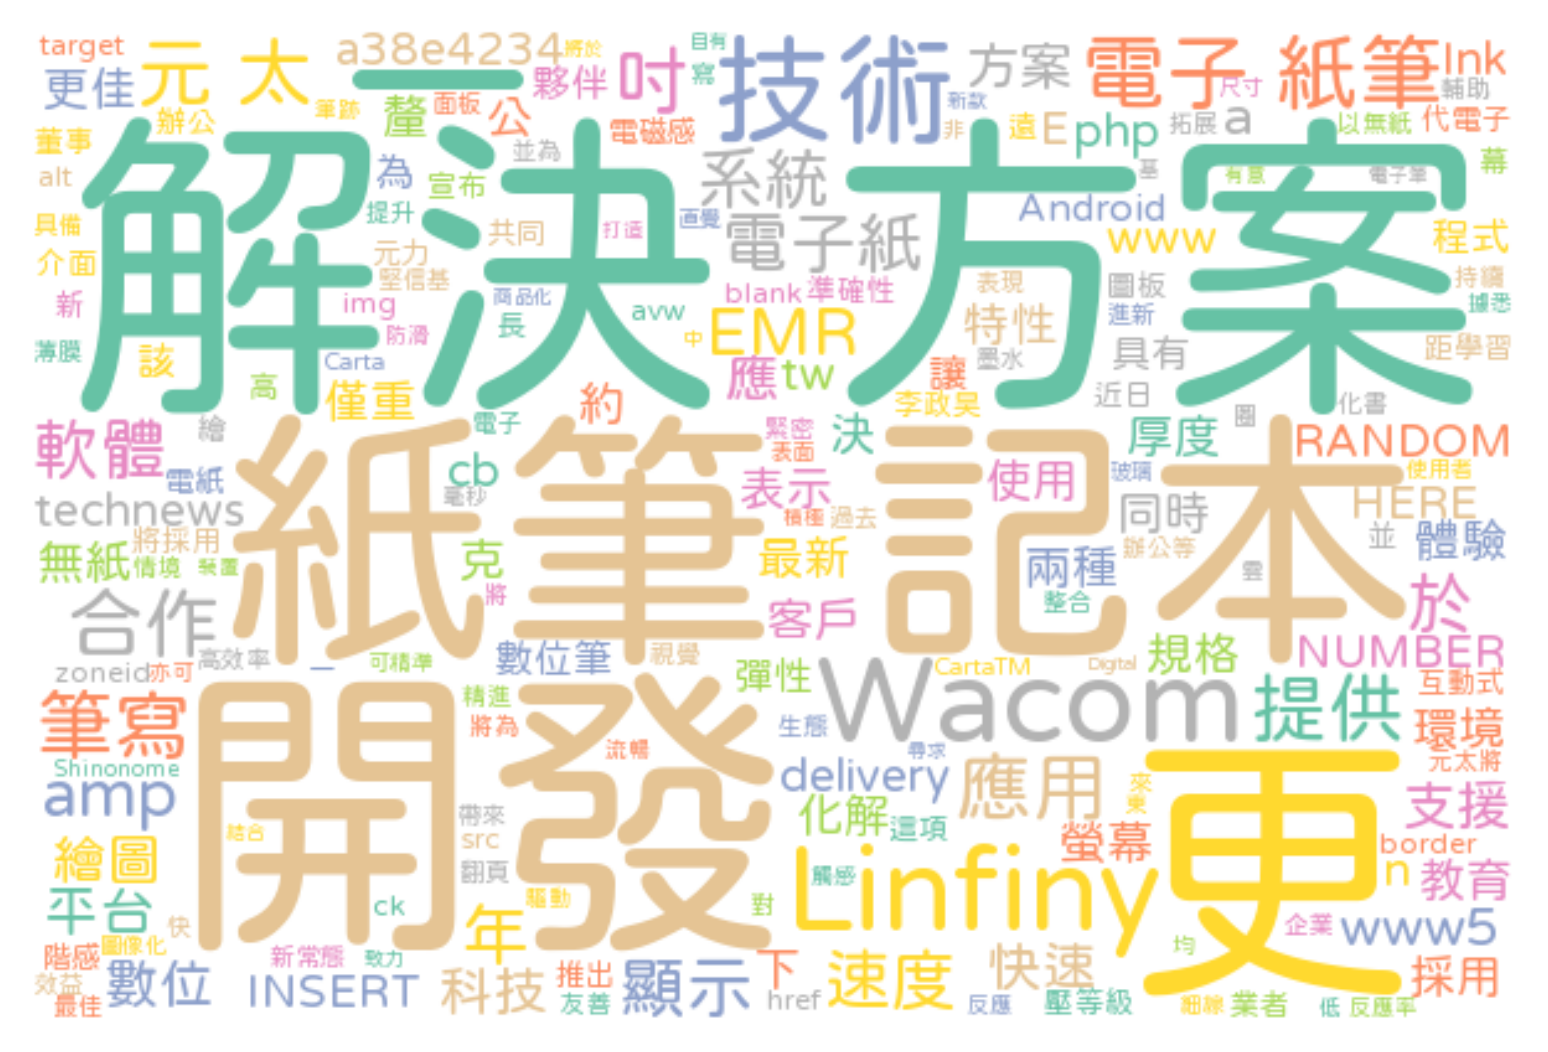 target
a38e4234
將於
目有
技術
方案
電子
紙筆
Ink
更佳
元
太
一
夥伴
吋
寫
尺寸
輔助
辦公
筆跡
釐
面板
公
電磁感
新款
非
遠
E
php
拓展
a
以無紙
代電子
董事
並為
系統
基
有意
電子筆
幕
alt
為
宣布
解決方案
具備
提升
共同
打造
直覺
電子紙
Android
www
程式
介面
元力
堅信基
商品化
blank
準確性
表現
圖板
持續
新
img
avw
長
EMR
特性
進新
據悉
薄膜
該
Carta
防滑
中
墨水
具有
距學習
高
僅重
約
應
tw
讓
李政昊
近日
圈
化書
軟體
繪
電子
緊密
決
厚度
RANDOM
電紙
cb
表面
表示
使用
玻璃
使用者
technews
毫秒
紙筆記本
積極
過去
同時
HERE
將採用
無紙
情境
裝置
克
最新
兩種
辦公等
並
體驗
將
雲
整合
合作
客戶
於
zoneid
亦可
高效率
可精準
數位筆
視覺
彈性
CartaTM
Digital
規格
NUMBER
筆寫
精進
將為
開發
Wacom
提供
互動式
生態
環境
Shinonome
流暢
尋求
元太將
amp
delivery
應用
來
支援
帶來
化解
這項
結合
src
螢幕
更
border
繪圖
翻頁
觸感
Linfiny
n
教育
平台
ck
驅動
對
快
年
企業
www5
階感
圖像化
新常態
致力
均
效益
數位
INSERT
科技
推出
顯示
下
速度
快速
採用
最佳
友善
href
反應
壓等級
細線
業者
低
反應率